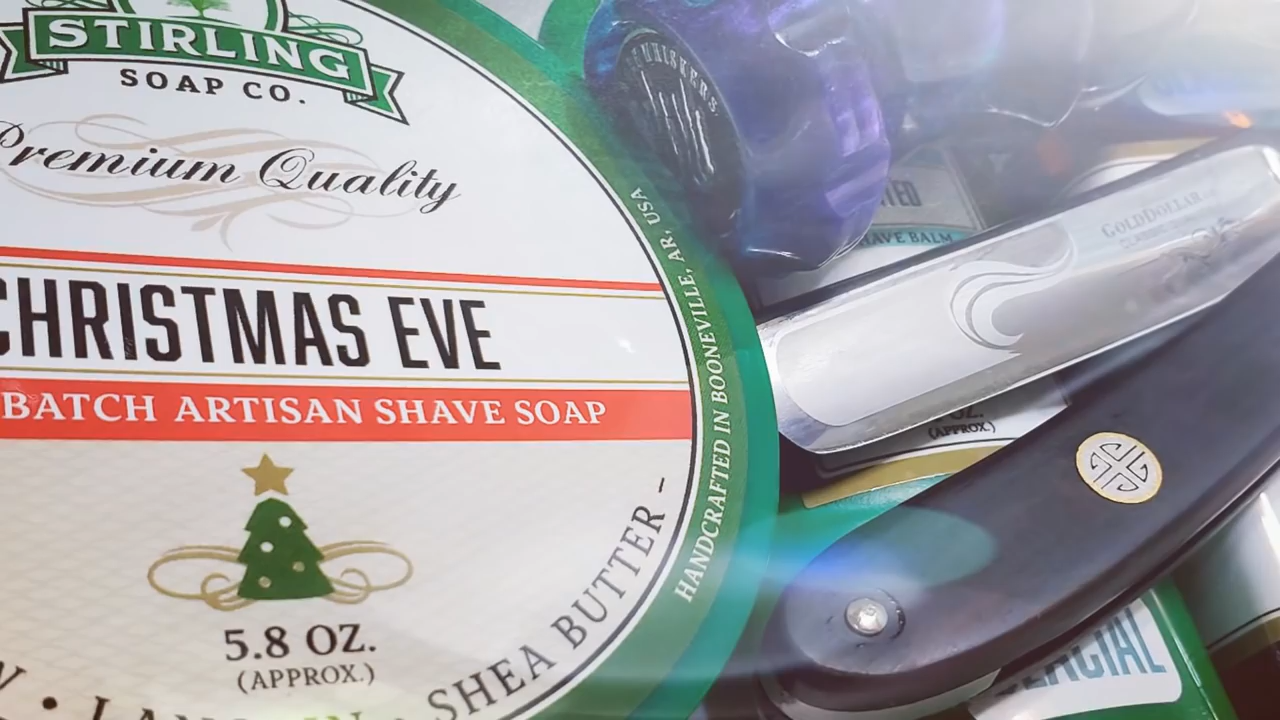 STIRLING
SOAP CO.
Premium Quality
CHRISTMAS EVE
BATCH ARTISAN SHAVE SOAP
5.8 OZ.
(APPROX.)
SHEA BUTTER -
HANDCRAFTED IN BOONEVILLE, AR, USA
WHISKERS
SHAVE BALM
GOLDDOLLAR
OZ.
(APPROX.)